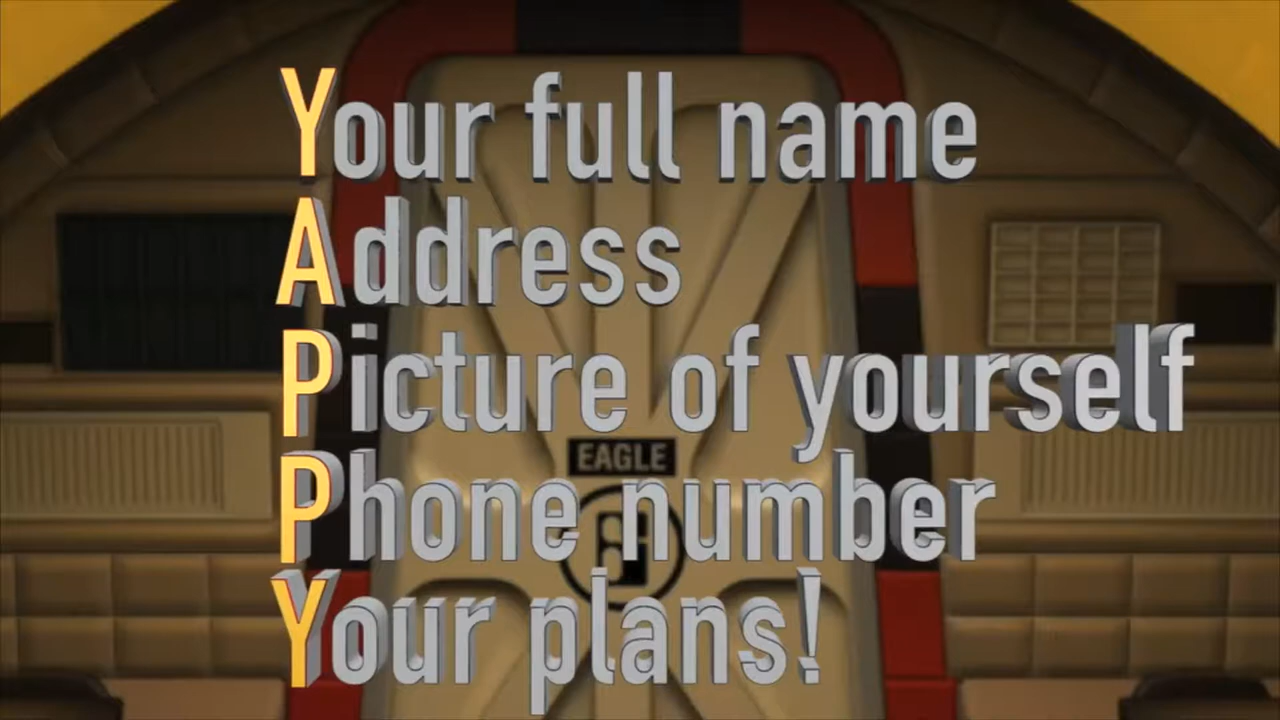 Your full name
Address
Picture of yourself
EAGLE
Phone number
Your plans!